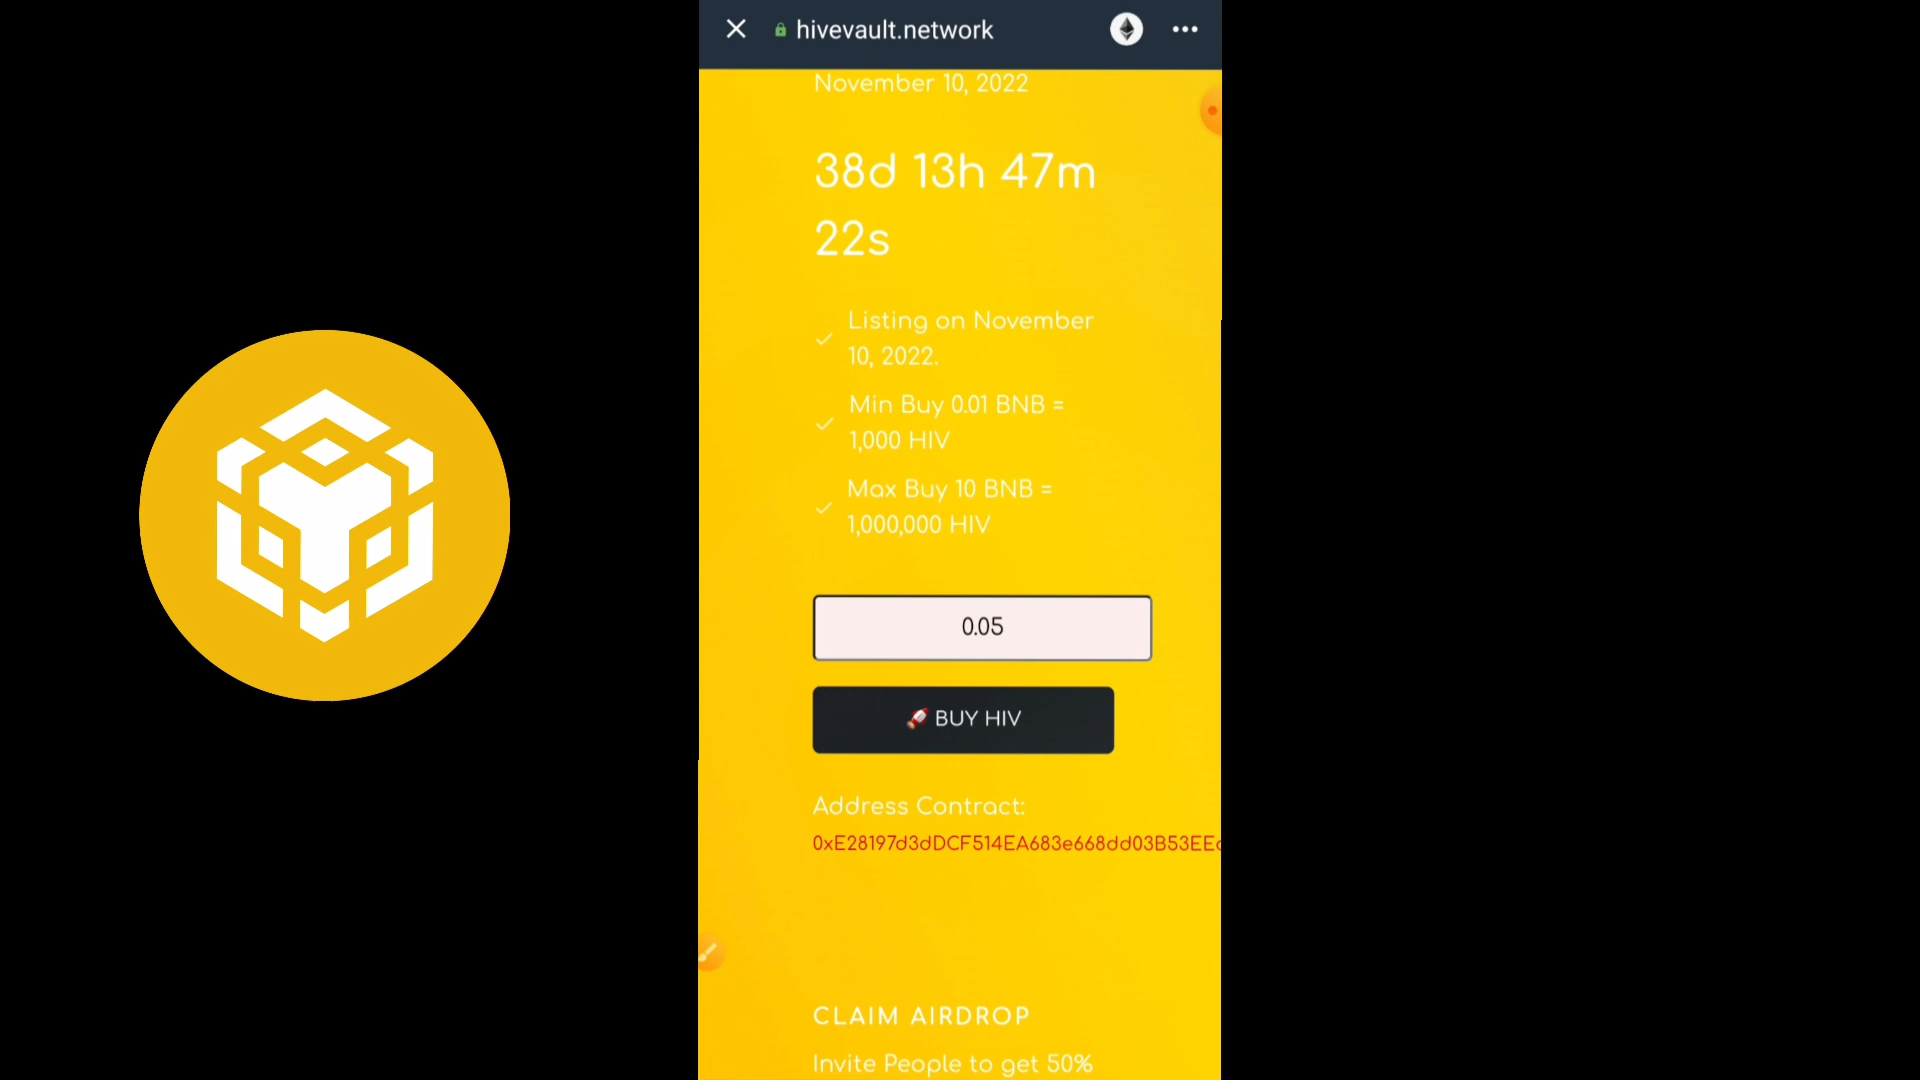 hivevault.network
November 10, 2022
38d 13h 47m
22s
Listing on November
10, 2022.
Min Buy 0.01 BNB =
1,000 HIV
Max Buy 10 BNB =
1,000,000 HIV
0.05
BUY HIV
Address Contract:
0xE28197d3dDCF514EA683e668dd03B53EE
CLAIM AIRDROP
Invite People to get 50%